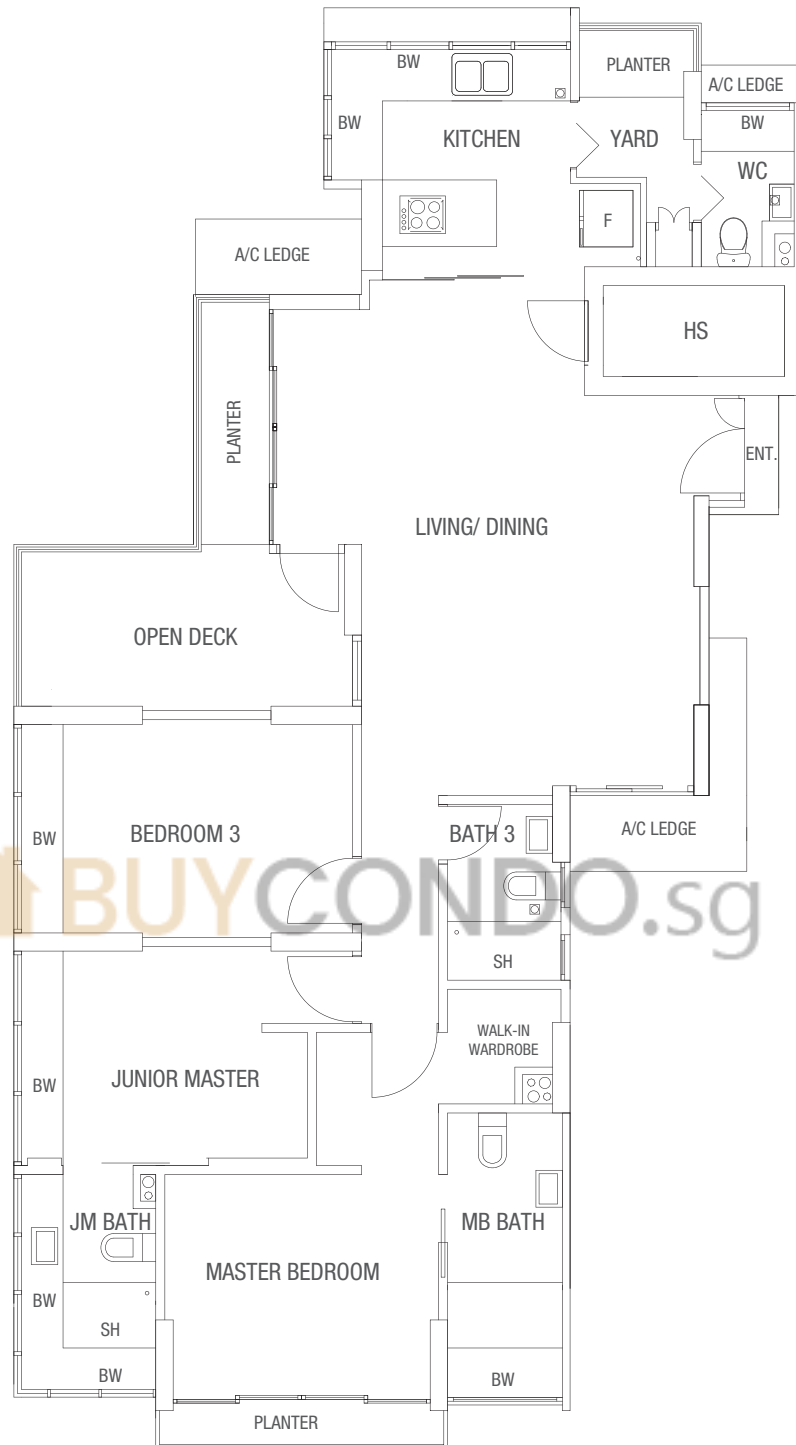 BW
PLANTER
A/C LEDGE
BW
BW
KITCHEN
YARD
WC
F
A/C LEDGE
HS
PLANTER
ENT.
LIVING/ DINING
OPEN DECK
BW
BEDROOM 3
BATH 3
A/C LEDGE
BUYCONDO.sg
SH
WALK-IN
WARDROBE
BW
JUNIOR MASTER
JM BATH
MB BATH
MASTER BEDROOM
BW
SH
BW
BW
PLANTER